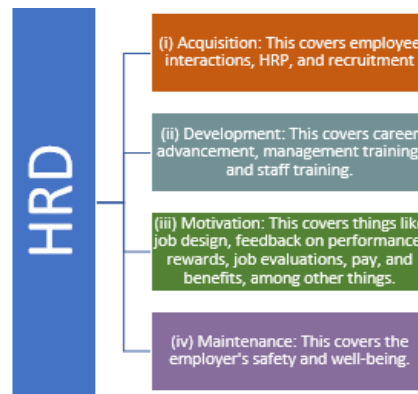 HRD
(i) Acquisition: This covers employee
interactions, HRP, and recruitment
(ii) Development: This covers career
advancement, management training,
and staff training.
(iii) Motivation: This covers things like
job design, feedback on performance,
rewards, job evaluations, pay, and
benefits, among other things.
(iv) Maintenance: This covers the
employer's safety and well-being.